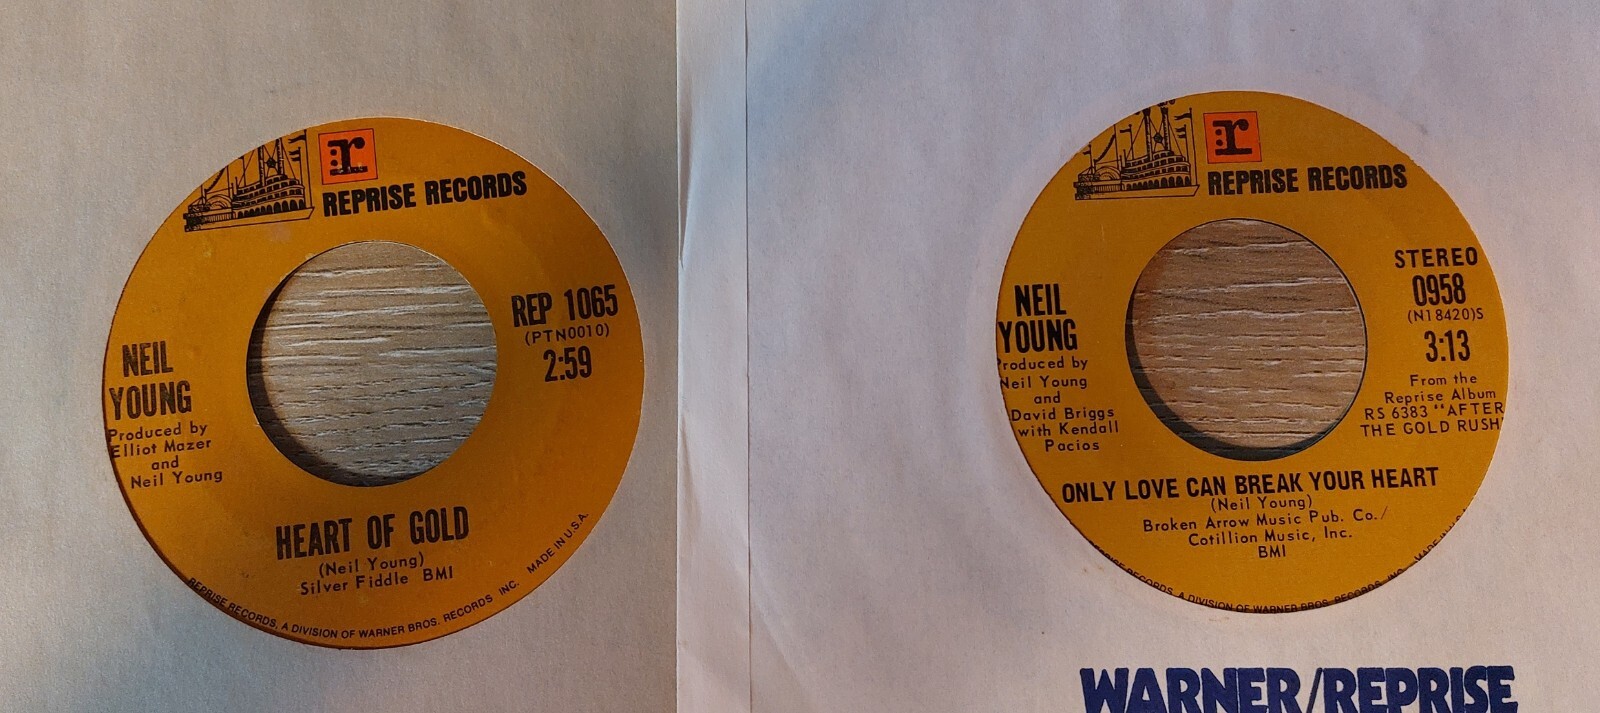 r
REPRISE RECORDS
NEIL
YOUNG
Produced by
Elliot Mazer
and
Neil Young
REP 1065
(PTN0010)
2:59
HEART OF GOLD
(Neil Young)
Silver Fiddle BMI
REPRISE RECORDS, A DIVISION OF WARNER BROS. RECORDS INC. MADE IN U.S.A.
r
REPRISE RECORDS
NEIL
YOUNG
Produced by
Neil Young
and
David Briggs
with Kendall
Pacios
STEREO
0958
(N18420)S
3:13
From the
Reprise Album
RS 6383 "AFTER
THE GOLD RUSH
ONLY LOVE CAN BREAK YOUR HEART
(Neil Young)
Broken Arrow Music Pub. Co./
Cotillion Music, Inc.
BMI
RECORDS, A DIVISION OF WARNER BROS. RECORDS
WARNER/REPRISE